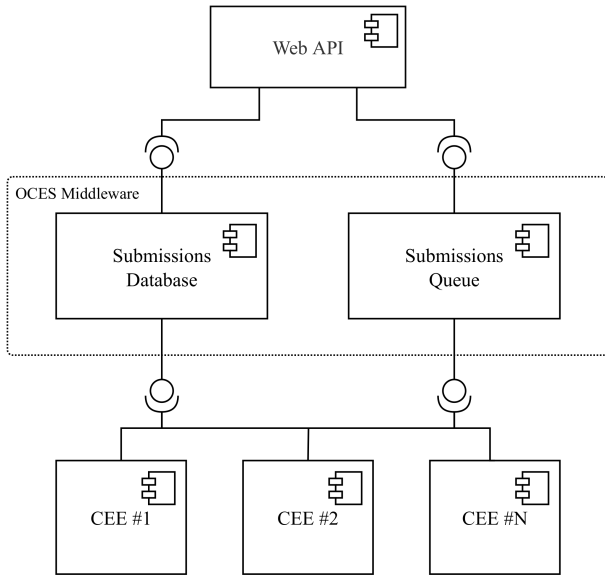 Web API
OCES Middleware
Submissions
Database
Submissions
Queue
CEE #1
CEE #2
CEE #N